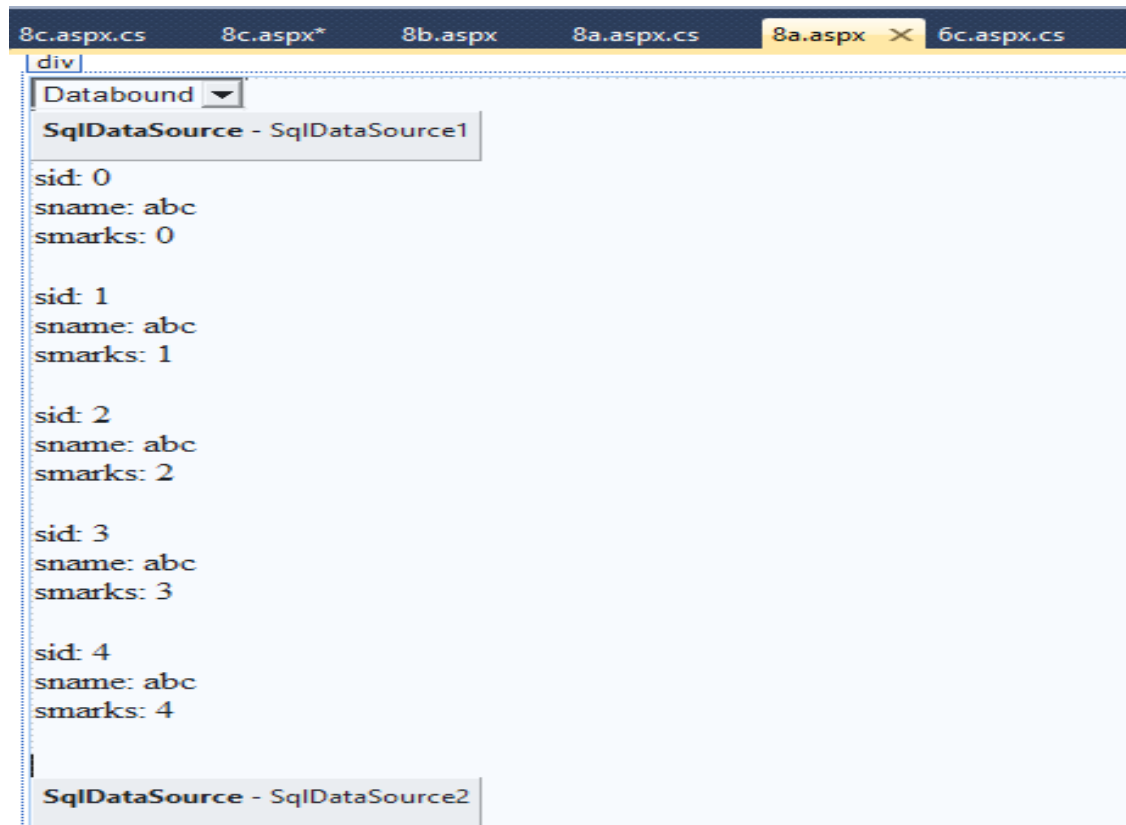 8c.aspx.cs 8c.aspx* 8b.aspx 8a.aspx.cs 8a.aspx 6c.aspx.cs
div
Databound
SqlDataSource - SqlDataSource1
sid: 0
sname: abc
smarks: 0
sid: 1
sname: abc
smarks: 1
sid: 2
sname: abc
smarks: 2
sid: 3
sname: abc
smarks: 3
sid: 4
sname: abc
smarks: 4
SqlDataSource - SqlDataSource2